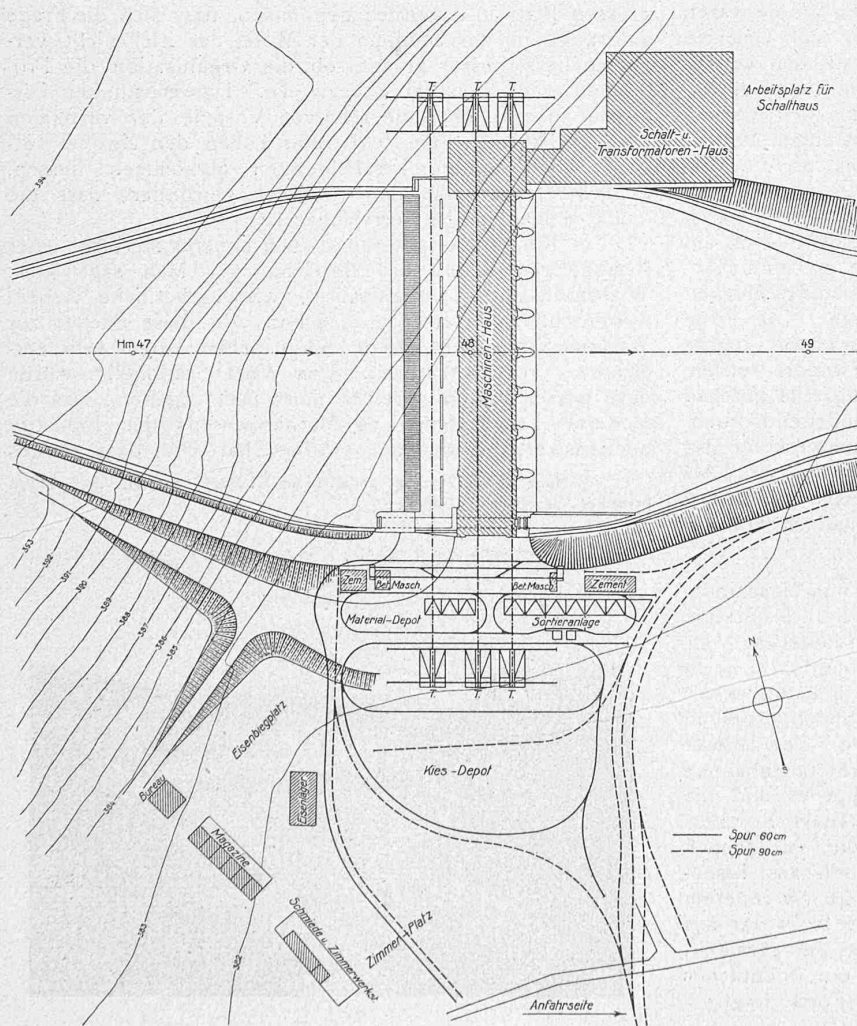 394
T. T. T.
Arbeitsplatz für
Schalthaus
Schalt- u.
Transformatoren-Haus
Hm 47
48
49
Maschinen-Haus
393
392
391
390
389
388
387
386
385
Zem.
Bet. Masch
Bet. Masch
Zement
Material-Depot
Sortieranlage
N
S
T. T. T.
Eisenbiegplatz
Kies-Depot
Bureau
Eisenlager
384
Magazine
Spur 60cm
Spur 90cm
Schmiede u. Zimmerwerkst.
Zimmer-Platz
383
382
Anfahrseite